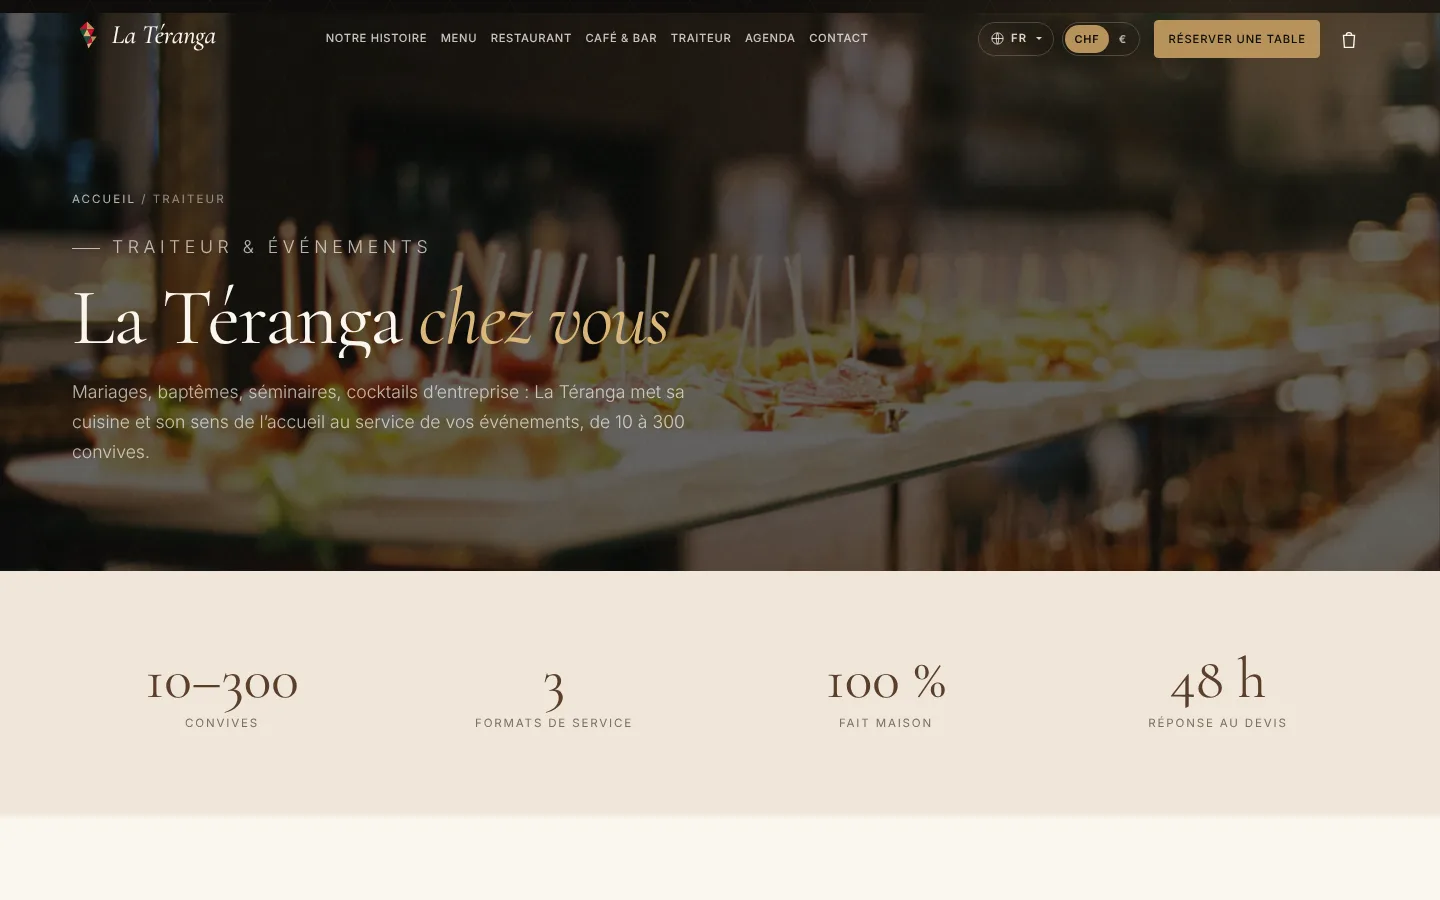 La Téranga
NOTRE HISTOIRE MENU RESTAURANT CAFÉ & BAR TRAITEUR AGENDA CONTACT
FR
CHF €
RÉSERVER UNE TABLE
ACCUEIL / TRAITEUR
TRAITEUR & ÉVÉNEMENTS
La Téranga chez vous
Mariages, baptêmes, séminaires, cocktails d’entreprise : La Téranga met sa
cuisine et son sens de l’accueil au service de vos événements, de 10 à 300
convives.
10–300
CONVIVES
3
FORMATS DE SERVICE
100 %
FAIT MAISON
48 h
RÉPONSE AU DEVIS